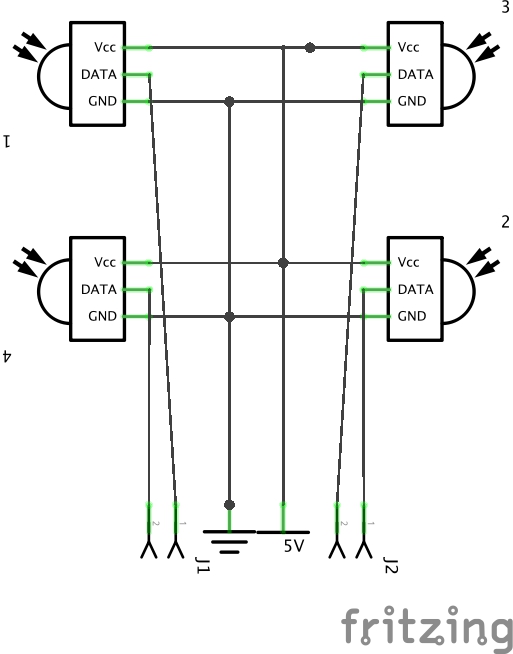 3
Vcc
DATA
GND
Vcc
DATA
GND
1
2
Vcc
DATA
GND
Vcc
DATA
GND
4
2
1
2
1
J1
5V
J2
fritzing